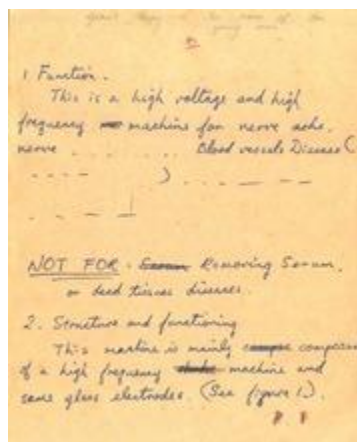 1 Function.
This is a high voltage and high
frequency machine for nerve ache.
nerve . . . . . . . Blood vessels Disease (
- - - - ) - - - - -
- - - -
NOT FOR - Serum Removing Serum,
or dead tissues diseases.
2. Structure and functioning
This machine is mainly
of a high frequency machine and
some glass electrodes. (See figure 1).